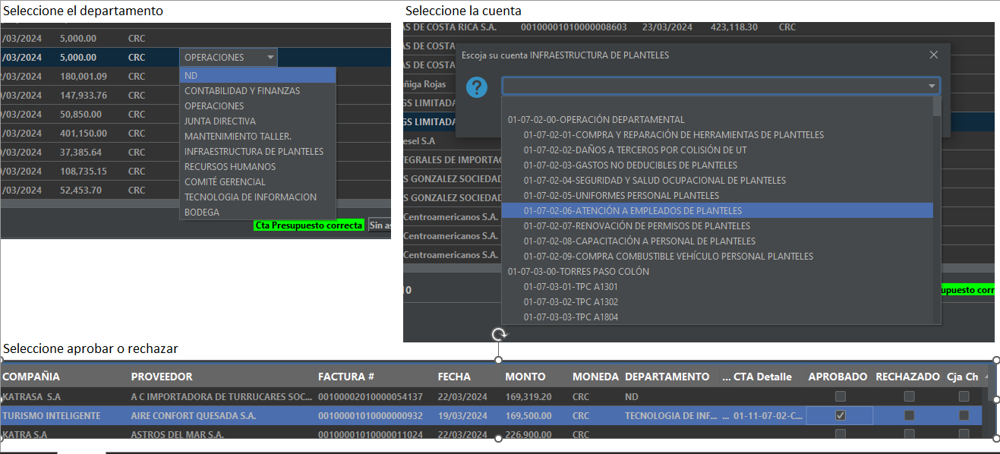 Seleccione el departamento
/03/2024 5,000.00 CRC
/03/2024 5,000.00 CRC OPERACIONES
/03/2024 180,001.09 CRC ND
/03/2024 147,933.76 CRC CONTABILIDAD Y FINANZAS
OPERACIONES
/03/2024 50,850.00 CRC JUNTA DIRECTIVA
/03/2024 401,150.00 CRC MANTENIMIENTO TALLER.
/03/2024 37,385.64 CRC INFRAESTRUCTURA DE PLANTELES
/03/2024 108,735.15 CRC RECURSOS HUMANOS
COMITÉ GERENCIAL
/03/2024 52,453.70 CRC TECNOLOGIA DE INFORMACION
BODEGA
Cta Presupuesto correcta Sin as
Seleccione la cuenta
AS DE COSTA RICA S.A. 00100001010000008603 23/03/2024 423,118.30 CRC
AS DE COSTA
AS DE COSTA
ñiga Rojas
GS LIMITADA
GS LIMITADA
esel S.A
TEGRALES DE IMPORTAC
S GONZALEZ SOCIEDAD
S GONZALEZ SOCIEDAD
Centroamericanos S.A.
Centroamericanos S.A.
Centroamericanos S.A.
10
Escoja su cuenta INFRAESTRUCTURA DE PLANTELES
01-07-02-00-OPERACIÓN DEPARTAMENTAL
01-07-02-01-COMPRA Y REPARACIÓN DE HERRAMIENTAS DE PLANTTELES
01-07-02-02-DAÑOS A TERCEROS POR COLISIÓN DE UT
01-07-02-03-GASTOS NO DEDUCIBLES DE PLANTELES
01-07-02-04-SEGURIDAD Y SALUD OCUPACIONAL DE PLANTELES
01-07-02-05-UNIFORMES PERSONAL PLANTELES
01-07-02-06-ATENCIÓN A EMPLEADOS DE PLANTELES
01-07-02-07-RENOVACIÓN DE PERMISOS DE PLANTELES
01-07-02-08-CAPACITACIÓN A PERSONAL DE PLANTELES
01-07-02-09-COMPRA COMBUSTIBLE VEHÍCULO PERSONAL PLANTELES
01-07-03-00-TORRES PASO COLÓN
01-07-03-01-TPC A1301
01-07-03-02-TPC A1302
01-07-03-03-TPC A1804
upuesto corr
Seleccione aprobar o rechazar
COMPAÑIA PROVEEDOR FACTURA # FECHA MONTO MONEDA DEPARTAMENTO ... CTA Detalle APROBADO RECHAZADO Cja Ch
KATRASA S.A A C IMPORTADORA DE TURRUCARES SOC... 00100002010000054137 22/03/2024 169,319.20 CRC ND
TURISMO INTELIGENTE AIRE CONFORT QUESADA S.A. 00100001010000000932 19/03/2024 169,500.00 CRC TECNOLOGIA DE INF... ... 01-11-07-02-C...
KATRA S.A ASTROS DEL MAR S.A. 00100001010000011024 22/03/2024 226,900.00 CRC